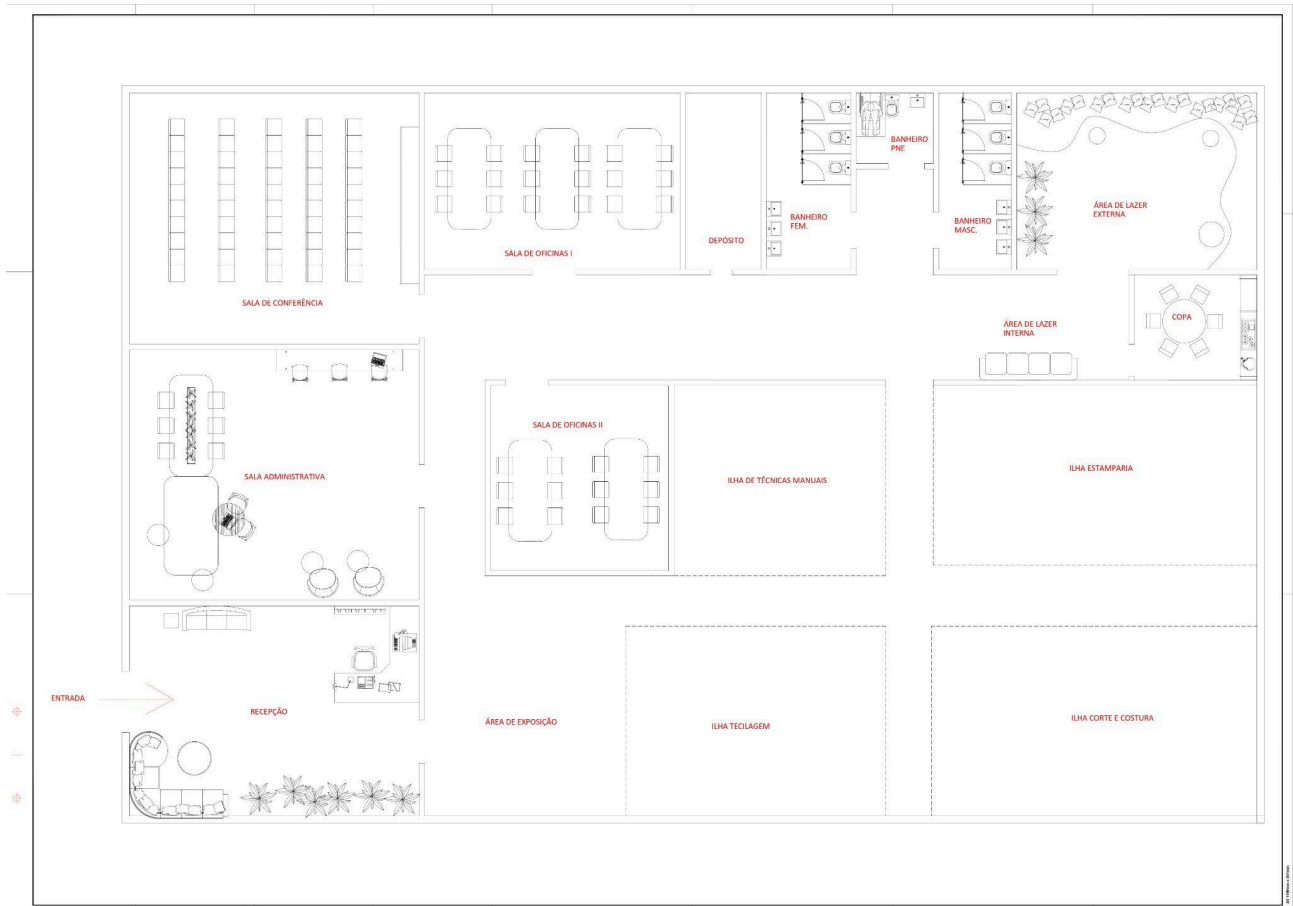 BANHEIRO
PNE
ÁREA DE LAZER
EXTERNA
BANHEIRO
FEM.
BANHEIRO
MASC.
DEPÓSITO
SALA DE OFICINAS I
SALA DE CONFERÊNCIA
COPA
ÁREA DE LAZER
INTERNA
SALA DE OFICINAS II
ILHA ESTAMPARIA
SALA ADMINISTRATIVA
ILHA DE TÉCNICAS MANUAIS
ENTRADA
RECEPÇÃO
ÁREA DE EXPOSIÇÃO
ILHA TECILAGEM
ILHA CORTE E COSTURA